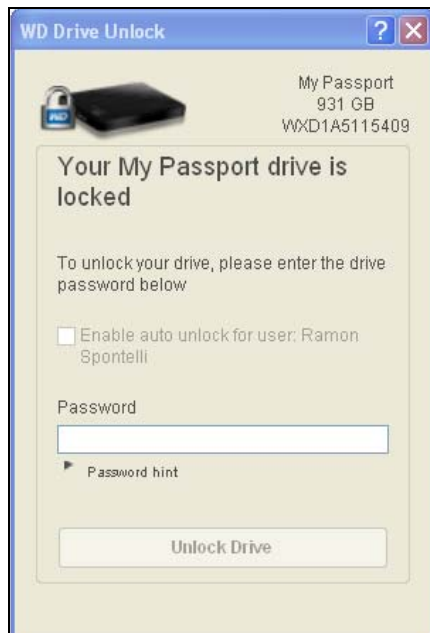 WD Drive Unlock
My Passport
931 GB
WXD1A5115409
WD
Your My Passport drive is
locked
To unlock your drive, please enter the drive
password below
Enable auto unlock for user: Ramon
Spontelli
Password
Password hint
Unlock Drive